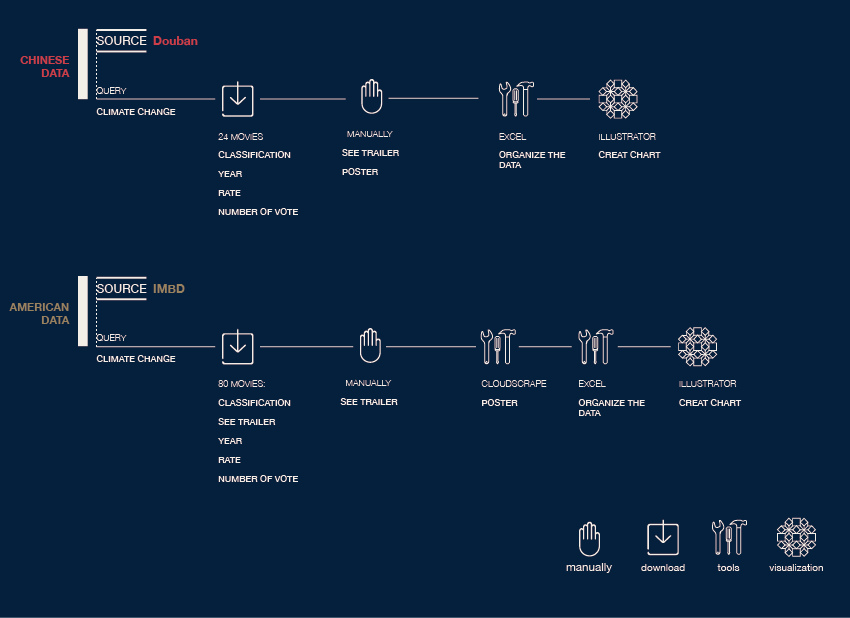 SOURCE Douban
CHINESE
DATA
QUERY
CLIMATE CHANGE
24 MOVIES
CLASSIFICATION
YEAR
RATE
NUMBER OF VOTE
MANUALLY
SEE TRAILER
POSTER
EXCEL
ORGANIZE THE
DATA
ILLUSTRATOR
CREAT CHART
SOURCE IMBD
AMERICAN
DATA
QUERY
CLIMATE CHANGE
80 MOVIES:
CLASSIFICATION
SEE TRAILER
YEAR
RATE
NUMBER OF VOTE
MANUALLY
SEE TRAILER
CLOUDSCRAPE
POSTER
EXCEL
ORGANIZE THE
DATA
ILLUSTRATOR
CREAT CHART
manually
download
tools
visualization